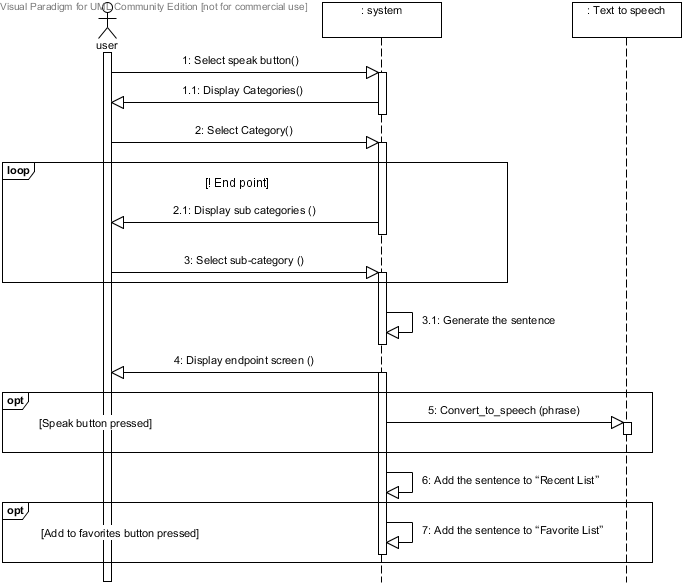 Visual Paradigm for UML Community Edition [not for commercial use]
: system
: Text to speech
user
1: Select speak button()
1.1: Display Categories()
2: Select Category()
loop
[! End point]
2.1: Display sub categories ()
3: Select sub-category ()
3.1: Generate the sentence
4: Display endpoint screen ()
opt
5: Convert_to_speech (phrase)
[Speak button pressed]
6: Add the sentence to “Recent List”
opt
7: Add the sentence to “Favorite List”
[Add to favorites button pressed]